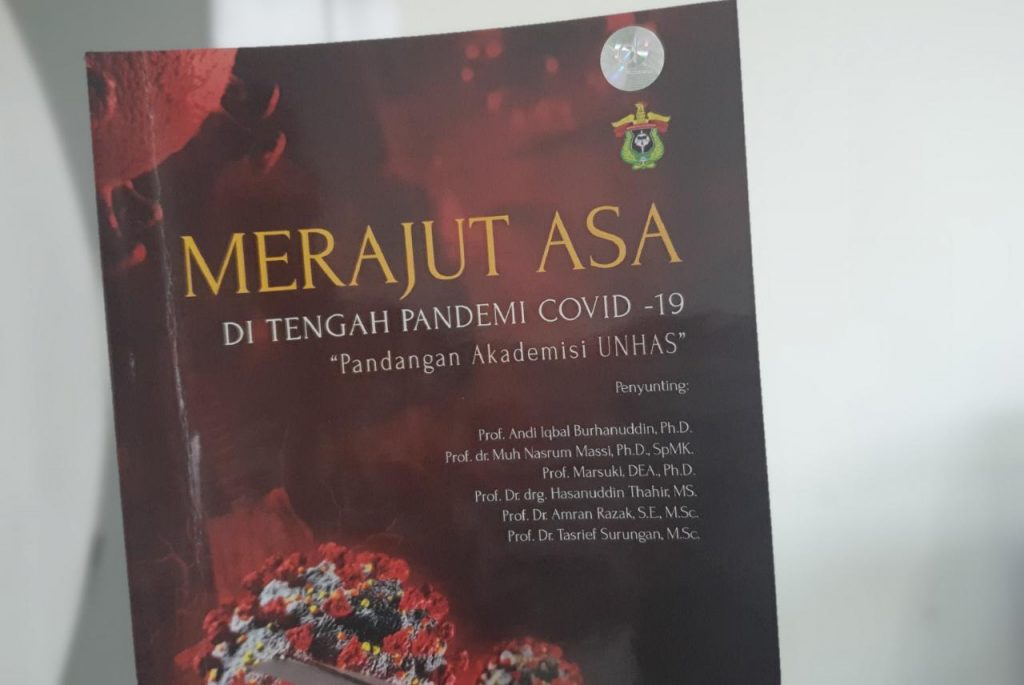 MERAJUT ASA
DI TENGAH PANDEMI COVID -19
“Pandangan Akademisi UNHAS”
Penyunting:
Prof. Andi Iqbal Burhanuddin, Ph.D.
Prof. dr. Muh Nasrum Massi, Ph.D., SpMK.
Prof. Marsuki, DEA., Ph.D.
Prof. Dr. drg. Hasanuddin Thahir, MS.
Prof. Dr. Amran Razak, S.E., M.Sc.
Prof. Dr. Tasrief Surungan, M.Sc.